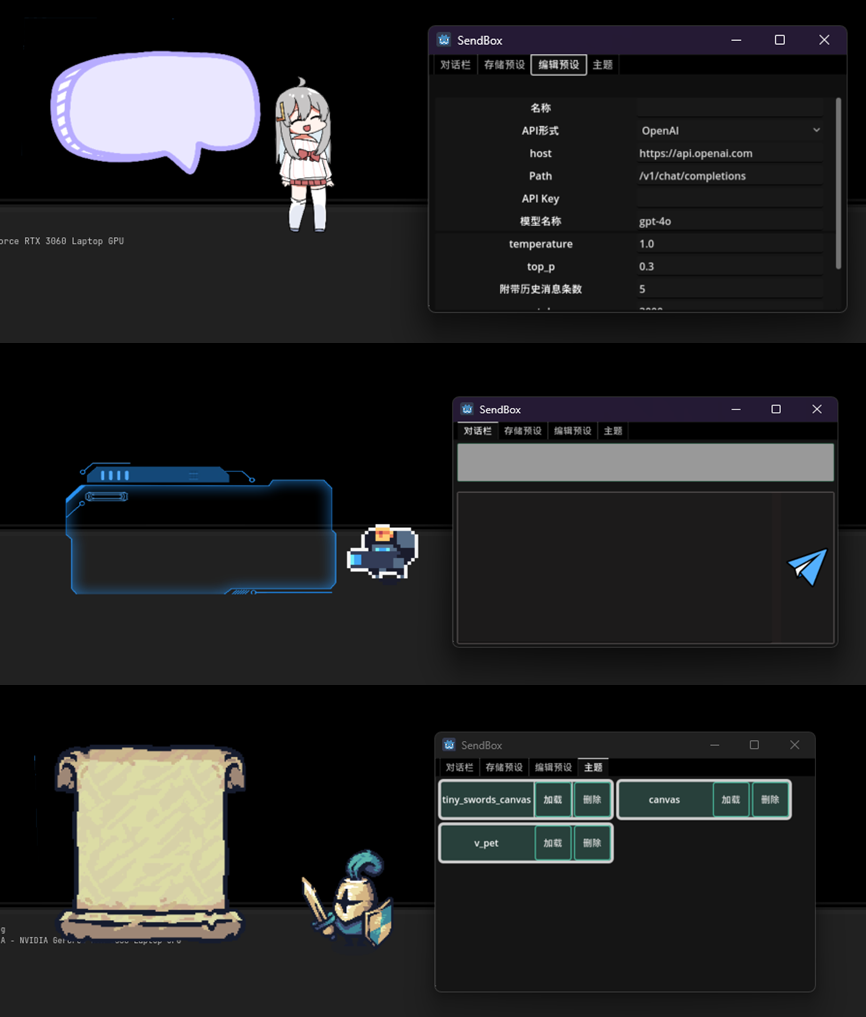 SendBox
对话栏 存储预设 编辑预设 主题
名称
API形式 OpenAI
host https://api.openai.com
Path /v1/chat/completions
API Key
模型名称 gpt-4o
temperature 1.0
top_p 0.3
附带历史消息条数 5
orce RTX 3060 Laptop GPU
SendBox
对话栏 存储预设 编辑预设 主题
SendBox
对话栏 存储预设 编辑预设 主题
tiny_swords_canvas 加载 删除 canvas 加载 删除
v_pet 加载 删除
g
A - NVIDIA